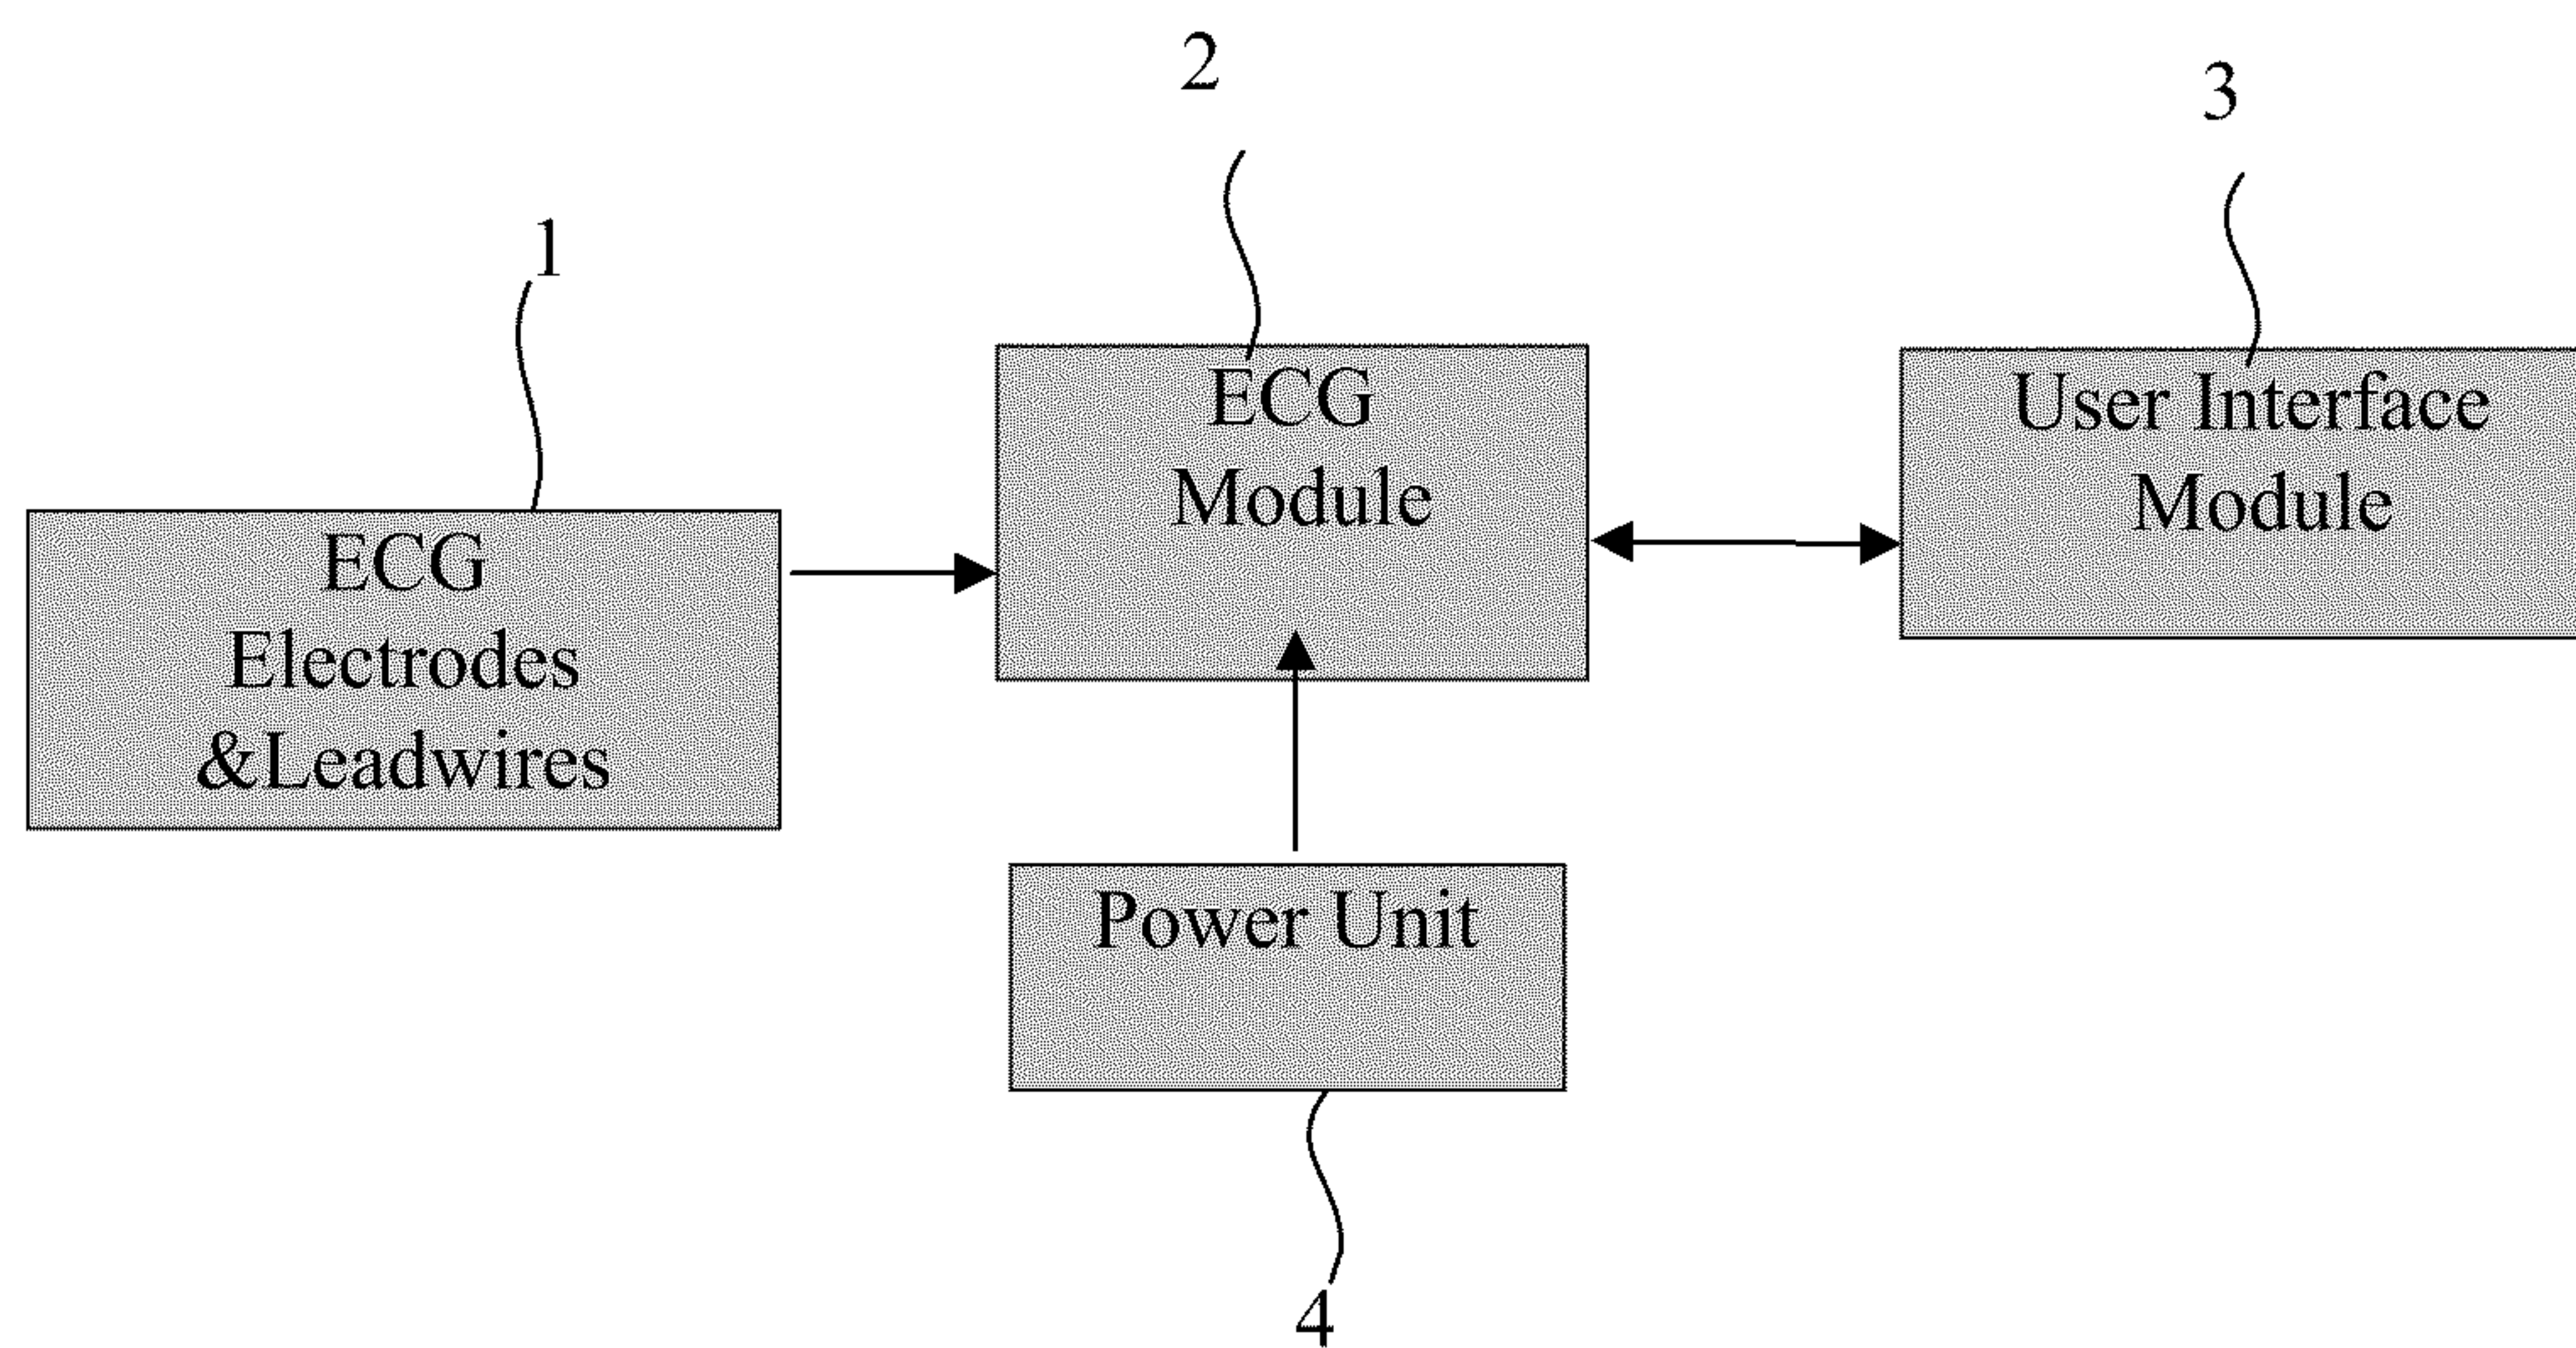 2
3
1
ECG
Module
User Interface
Module
ECG
Electrodes
&Leadwires
Power Unit
4